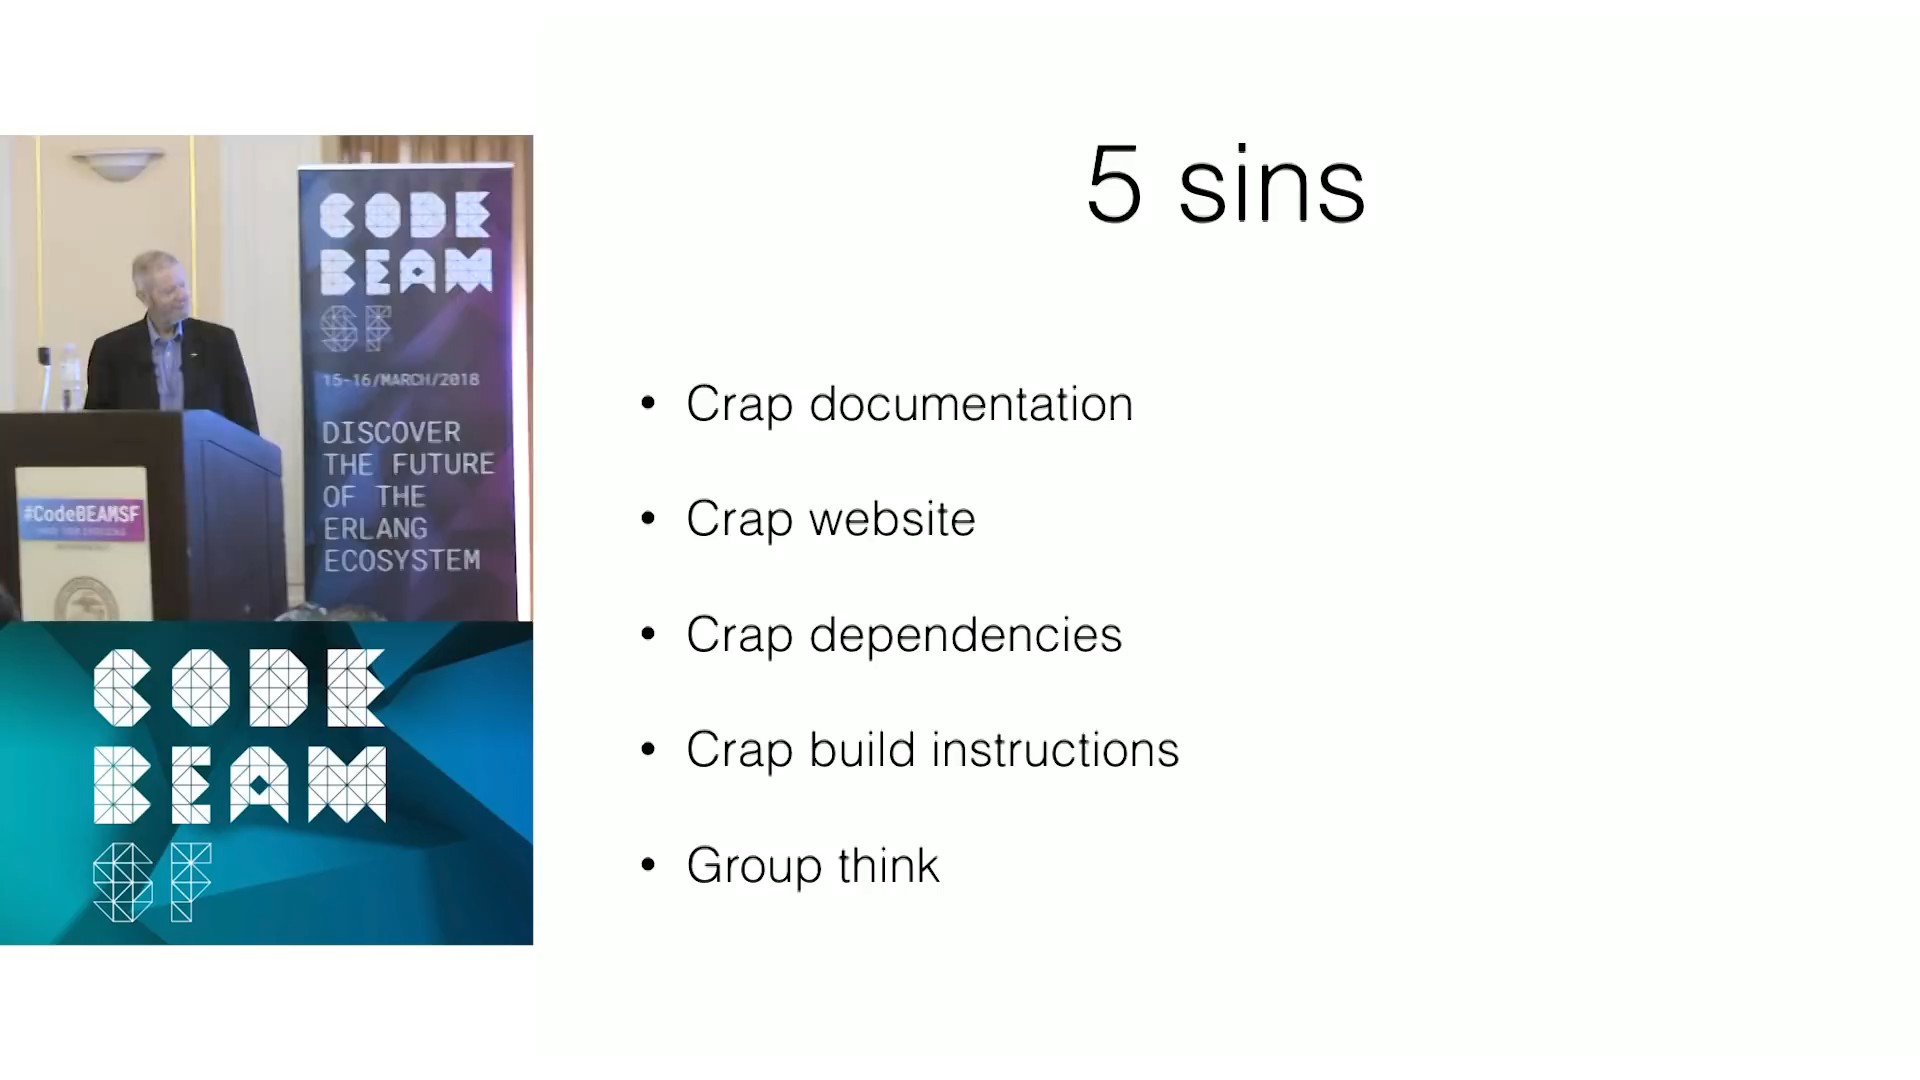 CODE
BEAM
SF
15-16/MARCH/2018
DISCOVER
THE FUTURE
OF THE
ERLANG
ECOSYSTEM
#CodeBEAMSF
CODE
BEAM
SF
5 sins
• Crap documentation
• Crap website
• Crap dependencies
• Crap build instructions
• Group think